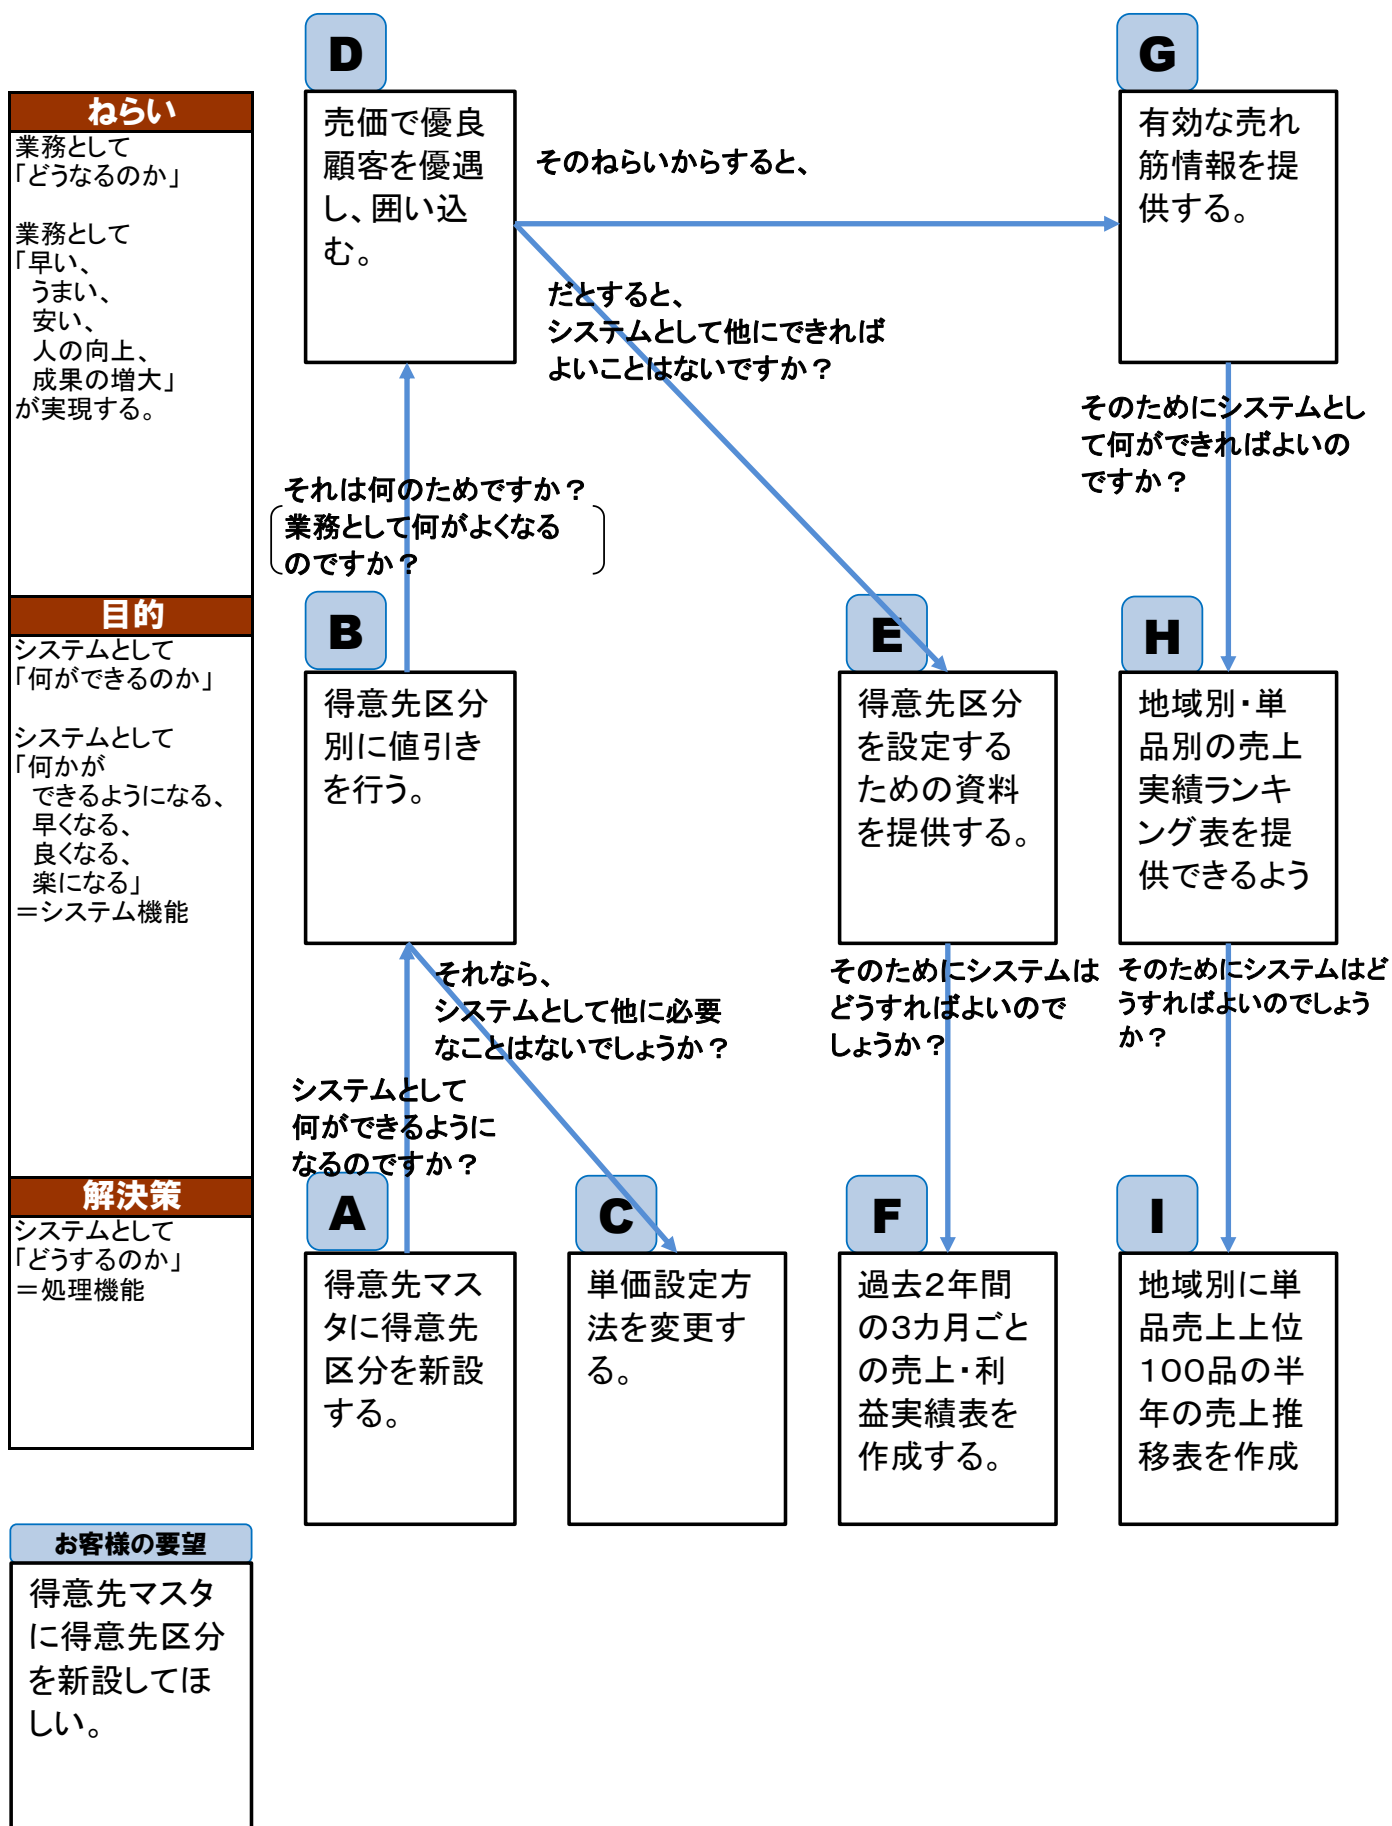 D
売価で優良
顧客を優遇
し、囲い込
む。
G
有効な売れ
筋情報を提
供する。
そのねらいからすると、
だとすると、
システムとして他にできれば
よいことはないですか？
そのためにシステムとし
て何ができればよいの
ですか？
それは何のためですか？
業務として何がよくなる
のですか？
ねらい
業務として
「どうなるのか」
業務として
「早い、
うまい、
安い、
人の向上、
成果の増大」
が実現する。
目的
システムとして
「何ができるのか」
システムとして
「何かが
できるようになる、
早くなる、
良くなる、
楽になる」
＝システム機能
B
得意先区分
別に値引き
を行う。
E
得意先区分
を設定する
ための資料
を提供する。
H
地域別・単
品別の売上
実績ランキ
ング表を提
供できるよう
それなら、
システムとして他に必要
なことはないでしょうか？
システムとして
何ができるように
なるのですか？
そのためにシステムは
どうすればよいので
しょうか？
そのためにシステムはど
うすればよいのでしょう
か？
解決策
システムとして
「どうするのか」
＝処理機能
A
得意先マス
タに得意先
区分を新設
する。
C
単価設定方
法を変更す
る。
F
過去２年間
の３カ月ごと
の売上・利
益実績表を
作成する。
I
地域別に単
品売上上位
１００品の半
年の売上推
移表を作成
お客様の要望
得意先マスタ
に得意先区分
を新設してほ
しい。